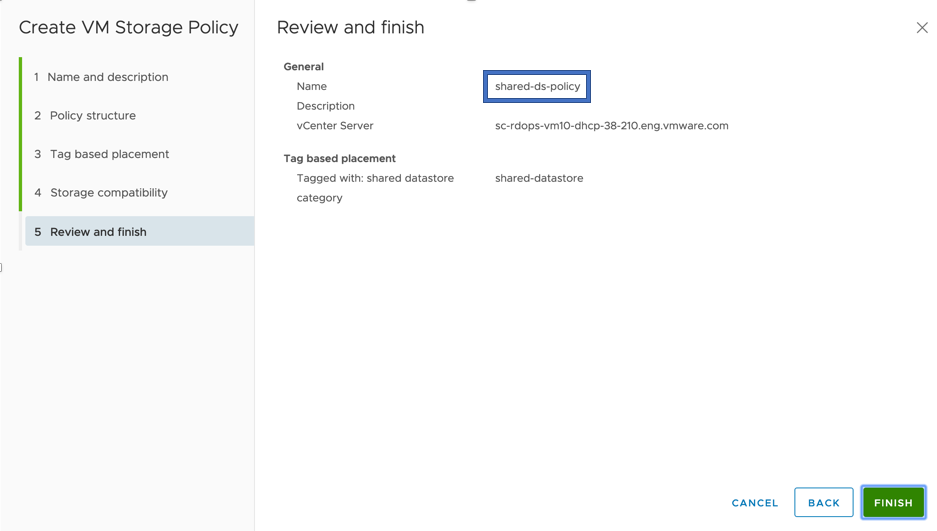 Create VM Storage Policy
1 Name and description
2 Policy structure
3 Tag based placement
4 Storage compatibility
5 Review and finish
Review and finish
General
Name shared-ds-policy
Description
vCenter Server sc-rdops-vm10-dhcp-38-210.eng.vmware.com
Tag based placement
Tagged with: shared datastore shared-datastore
category
CANCEL BACK FINISH